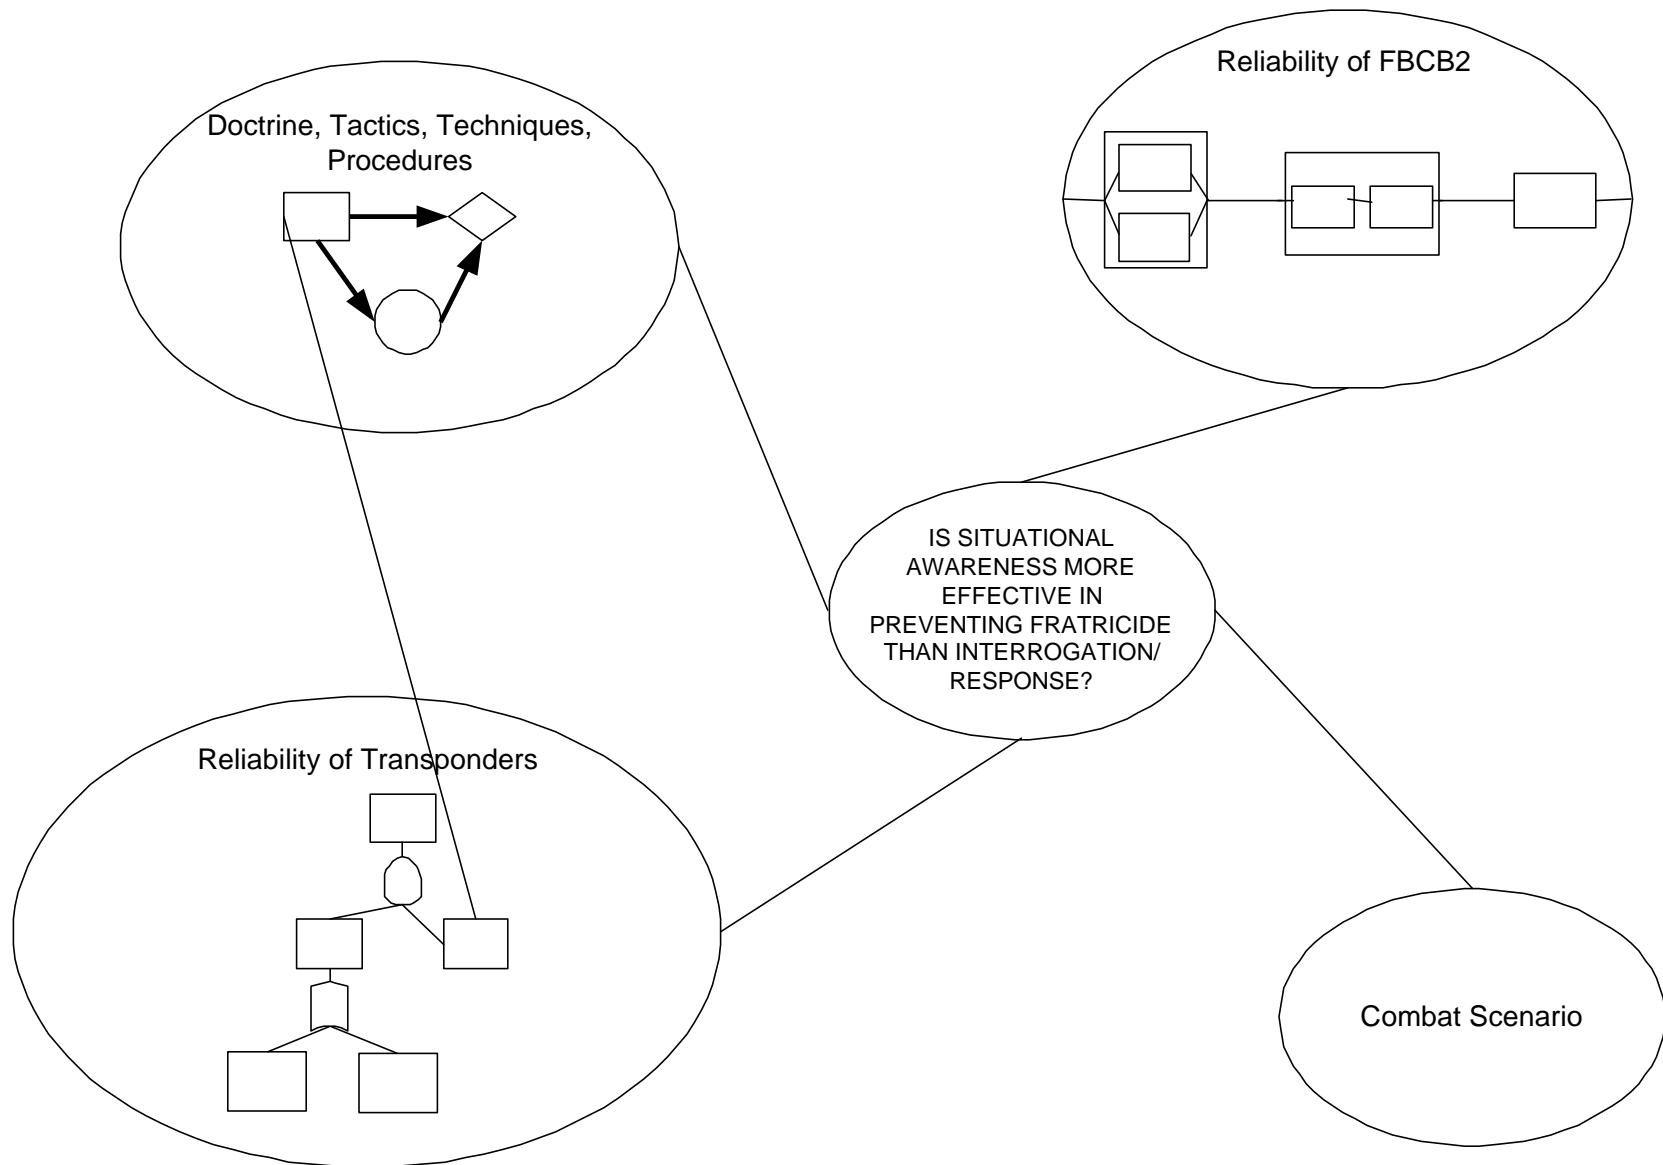 Doctrine, Tactics, Techniques,
Procedures
Reliability of FBCB2
IS SITUATIONAL
AWARENESS MORE
EFFECTIVE IN
PREVENTING FRATRICIDE
THAN INTERROGATION/
RESPONSE?
Reliability of Transponders
Combat Scenario